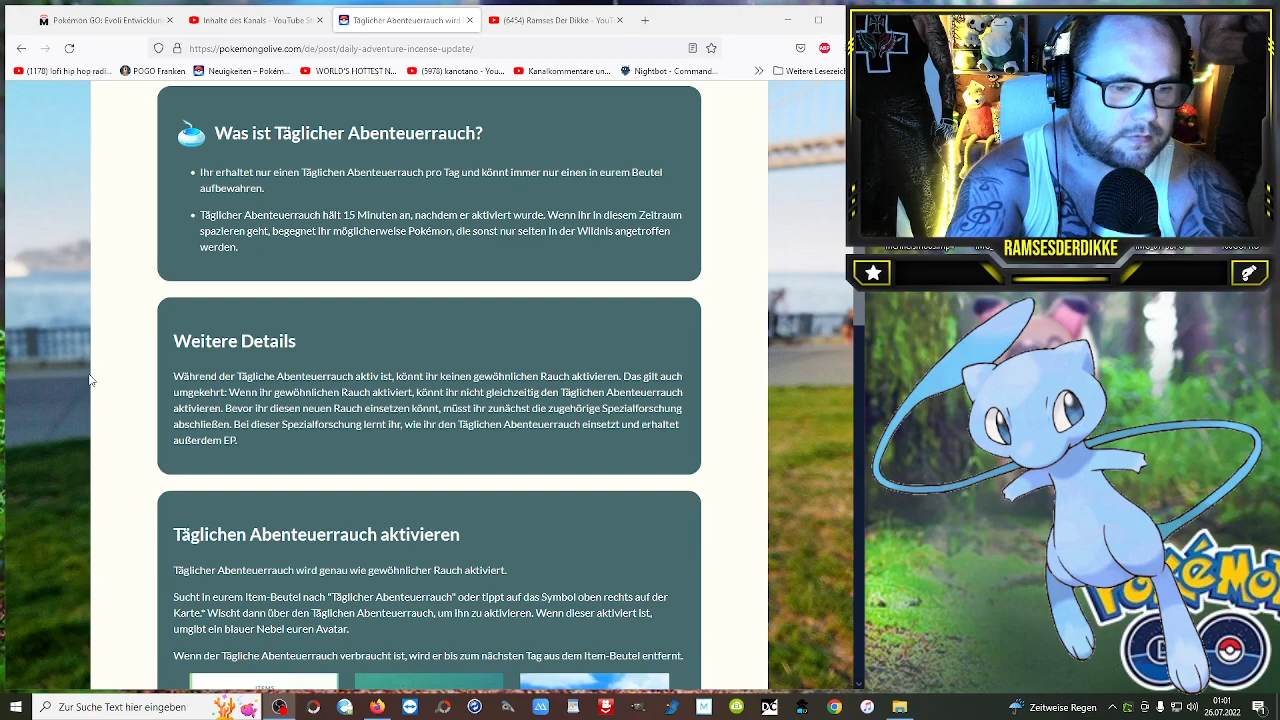 Pokémon GO: Evoli Entwicklun
Inhalte des Kanals - YouTube St
Täglicher Abenteuerrauch wird
(6454) Ramses Der Dikke - YouT
https://pokemongolive.com/de/post/daily-adventure-incense-update/
(1178) lofi hip hop radi...
POGO Franken
Neuigkeiten – Pokém...
WORLD'S HOTTEST N...
(5978) kanotano - You...
Kanalkommentare un...
Nightbot - Command...
Weitere Lesezeich
Was ist Täglicher Abenteuerrauch?
Ihr erhaltet nur einen Täglichen Abenteuerrauch pro Tag und könnt immer nur einen in eurem Beutel
aufbewahren.
Täglicher Abenteuerrauch hält 15 Minuten an, nachdem er aktiviert wurde. Wenn ihr in diesem Zeitraum
spazieren geht, begegnet ihr möglicherweise Pokémon, die sonst nur selten in der Wildnis angetroffen
werden.
RAMSESDERDIKKE
Weitere Details
Während der Tägliche Abenteuerrauch aktiv ist, könnt ihr keinen gewöhnlichen Rauch aktivieren. Das gilt auch
umgekehrt: Wenn ihr gewöhnlichen Rauch aktiviert, könnt ihr nicht gleichzeitig den Täglichen Abenteuerrauch
aktivieren. Bevor ihr diesen neuen Rauch einsetzen könnt, müsst ihr zunächst die zugehörige Spezialforschung
abschließen. Bei dieser Spezialforschung lernt ihr, wie ihr den Täglichen Abenteuerrauch einsetzt und erhaltet
außerdem EP.
Täglichen Abenteuerrauch aktivieren
Täglicher Abenteuerrauch wird genau wie gewöhnlicher Rauch aktiviert.
Sucht in eurem Item-Beutel nach "Täglicher Abenteuerrauch" oder tippt auf das Symbol oben rechts auf der
Karte.* Wischt dann über den Täglichen Abenteuerrauch, um ihn zu aktivieren. Wenn dieser aktiviert ist,
umgibt ein blauer Nebel euren Avatar.
Wenn der Tägliche Abenteuerrauch verbraucht ist, wird er bis zum nächsten Tag aus dem Item-Beutel entfernt.
ITEMS
POKÉMON
Zur Suche Text hier eingeben
Zeitweise Regen
01:01
26.07.2022